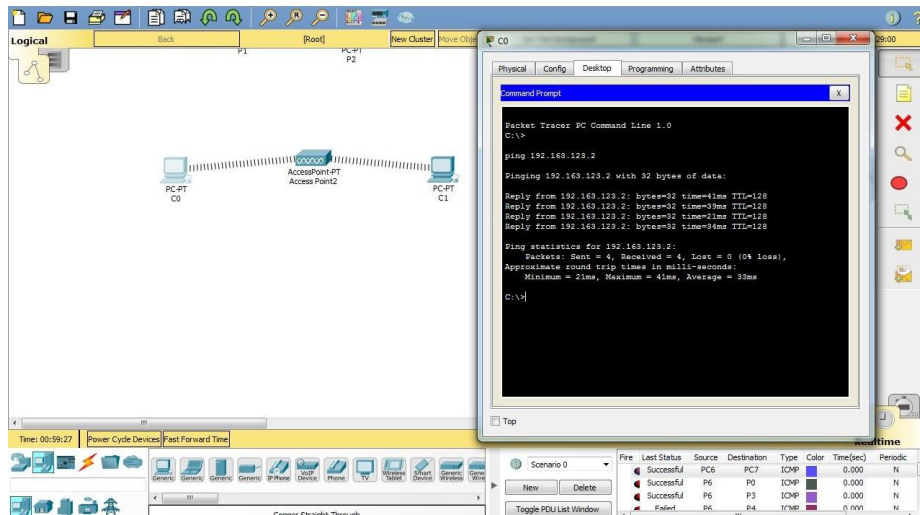 Logical
Back
[Root]
New Cluster
Move Obje
29:00
P1
PC-PT
P2
PC-PT
C0
AccessPoint-PT
Access Point2
PC-PT
C1
C0
Physical
Config
Desktop
Programming
Attributes
Command Prompt
X
Packet Tracer PC Command Line 1.0
C:\>
ping 192.163.123.2
Pinging 192.163.123.2 with 32 bytes of data:
Reply from 192.163.123.2: bytes=32 time=41ms TTL=128
Reply from 192.163.123.2: bytes=32 time=39ms TTL=128
Reply from 192.163.123.2: bytes=32 time=21ms TTL=128
Reply from 192.163.123.2: bytes=32 time=34ms TTL=128
Ping statistics for 192.163.123.2:
Packets: Sent = 4, Received = 4, Lost = 0 (0% loss),
Approximate round trip times in milli-seconds:
Minimum = 21ms, Maximum = 41ms, Average = 33ms
C:\>
Top
Time: 00:59:27
Power Cycle Devices
Fast Forward Time
Realtime
Generic
Generic
Generic
Generic
IP Phone
VoIP Device
Phone
TV
Wireless Tablet
Smart Device
Generic Wireless
Gene Wire
Copper Straight-Through
Scenario 0
New
Delete
Toggle PDU List Window
Fire Last Status Source Destination Type Color Time(sec) Periodic
Successful PC6 PC7 ICMP 0.000 N
Successful P6 P0 ICMP 0.000 N
Successful P6 P3 ICMP 0.000 N
Failed P6 P4 ICMP 0.000 N